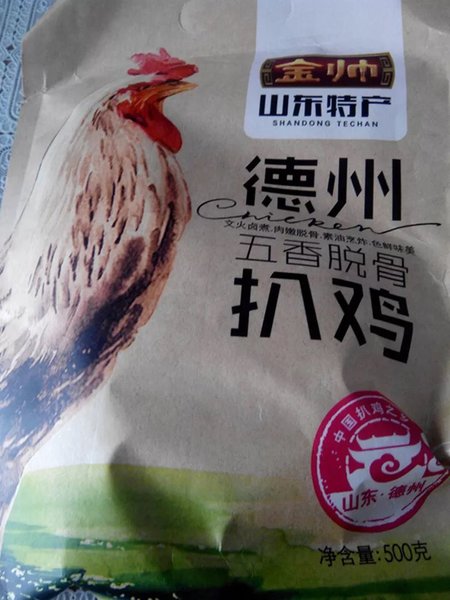 金帅
山东特产
SHANDONG TECHAN
德州
Chicken
文火卤煮.肉嫩脱骨.素油烹炸.色鲜味美
五香脱骨
扒鸡
中国扒鸡之乡
山东·德州
净含量:500克